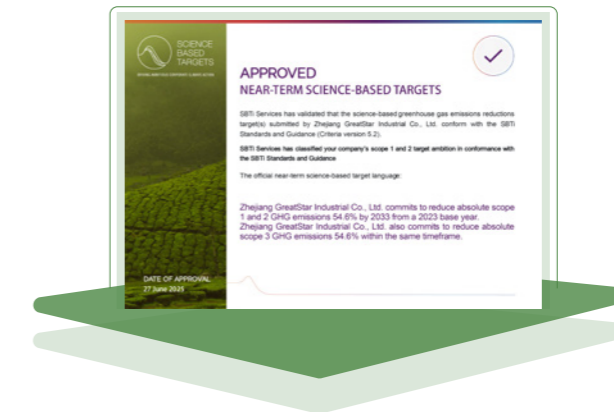 SCIENCE
BASED
TARGETS
DRIVING AMBITIOUS CORPORATE CLIMATE ACTION
APPROVED
NEAR-TERM SCIENCE-BASED TARGETS
SBTi Services has validated that the science-based greenhouse gas emissions reductions
target(s) submitted by Zhejiang GreatStar Industrial Co., Ltd. conform with the SBTi
Standards and Guidance (Criteria version 5.2).
SBTi Services has classified your company's scope 1 and 2 target ambition in conformance with
the SBTi Standards and Guidance
The official near-term science-based target language:
Zhejiang GreatStar Industrial Co., Ltd. commits to reduce absolute scope
1 and 2 GHG emissions 54.6% by 2033 from a 2023 base year.
Zhejiang GreatStar Industrial Co., Ltd. also commits to reduce absolute
scope 3 GHG emissions 54.6% within the same timeframe.
DATE OF APPROVAL
27 June 2025